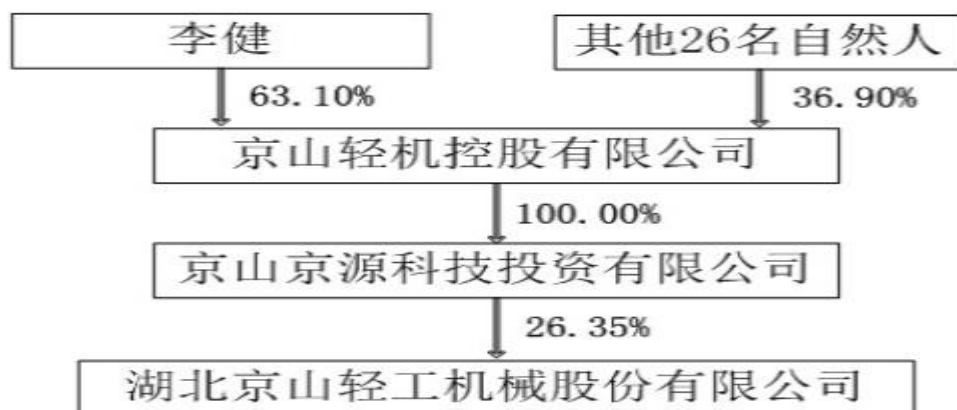 李健
其他26名自然人
63.10%
36.90%
京山轻机控股有限公司
100.00%
京山京源科技投资有限公司
26.35%
湖北京山轻工机械股份有限公司